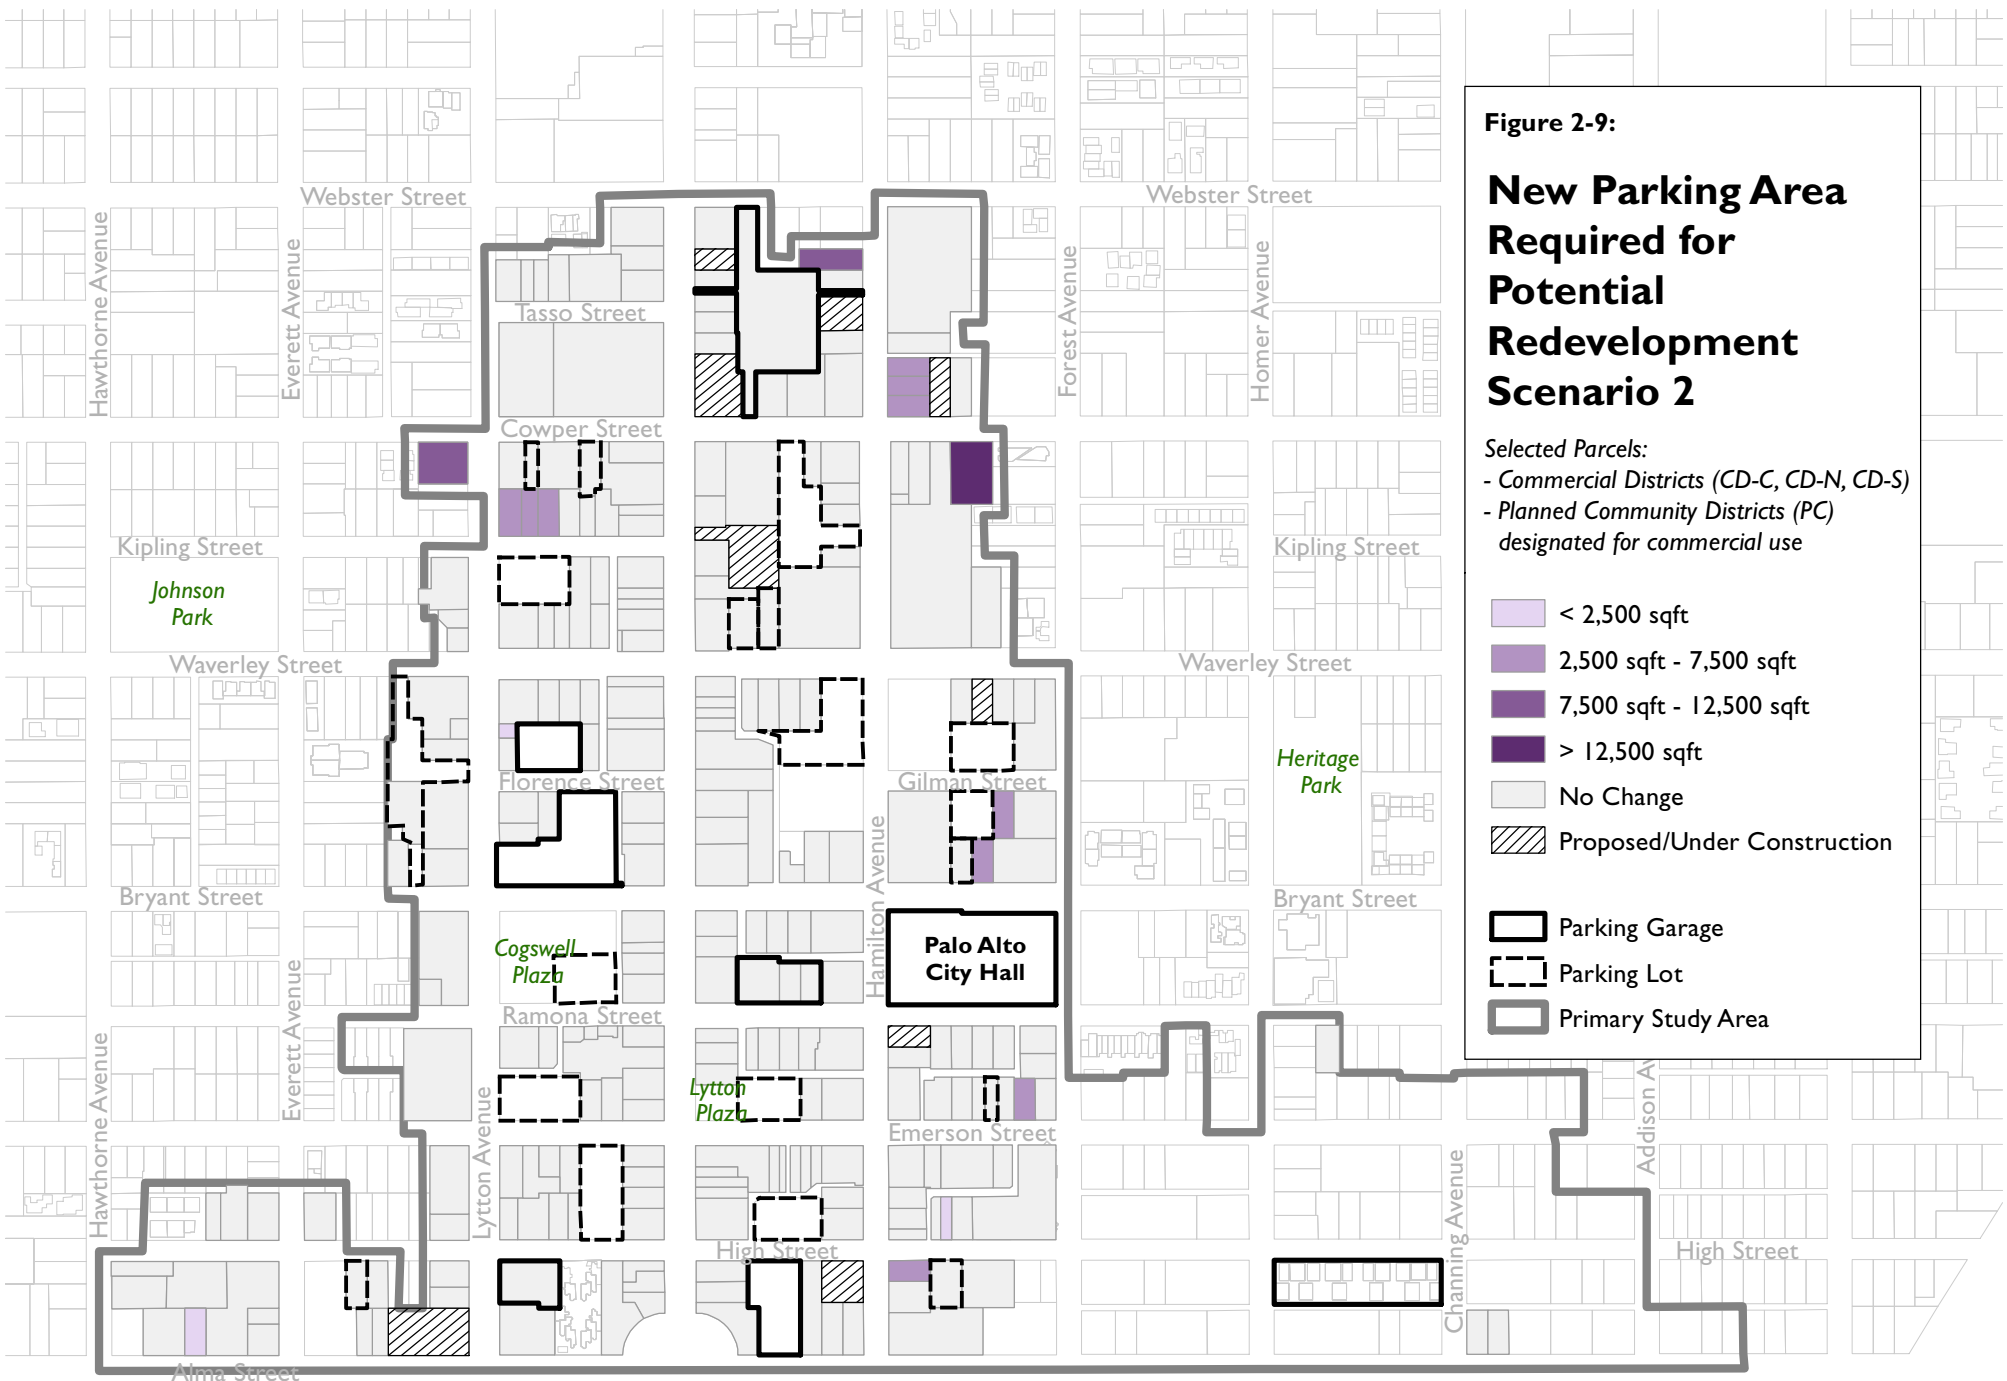 Figure 2-9:
New Parking Area
Required for
Potential
Redevelopment
Scenario 2
Selected Parcels:
- Commercial Districts (CD-C, CD-N, CD-S)
- Planned Community Districts (PC)
designated for commercial use
< 2,500 sqft
2,500 sqft - 7,500 sqft
7,500 sqft - 12,500 sqft
> 12,500 sqft
No Change
Proposed/Under Construction
Parking Garage
Parking Lot
Primary Study Area
Webster Street
Webster Street
Hawthorne Avenue
Everett Avenue
Forest Avenue
Homer Avenue
Tasso Street
Cowper Street
Kipling Street
Kipling Street
Johnson
Park
Waverley Street
Waverley Street
Heritage
Park
Florence Street
Gilman Street
Hamilton Avenue
Bryant Street
Bryant Street
Cogswell
Plaza
Palo Alto
City Hall
Ramona Street
Everett Avenue
Hawthorne Avenue
Lytton Avenue
Lytton
Plaza
Emerson Street
Addison Av
Channing Avenue
High Street
High Street
Alma Street